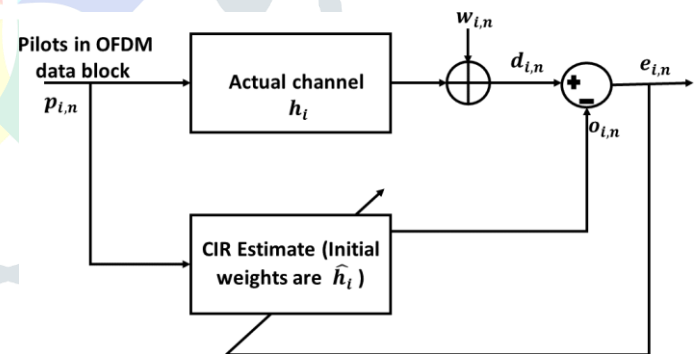 w_{i,n}
Pilots in OFDM
data block
p_{i,n}
Actual channel
h_i
d_{i,n}
e_{i,n}
+
−
o_{i,n}
CIR Estimate (Initial
weights are ĥ_i )